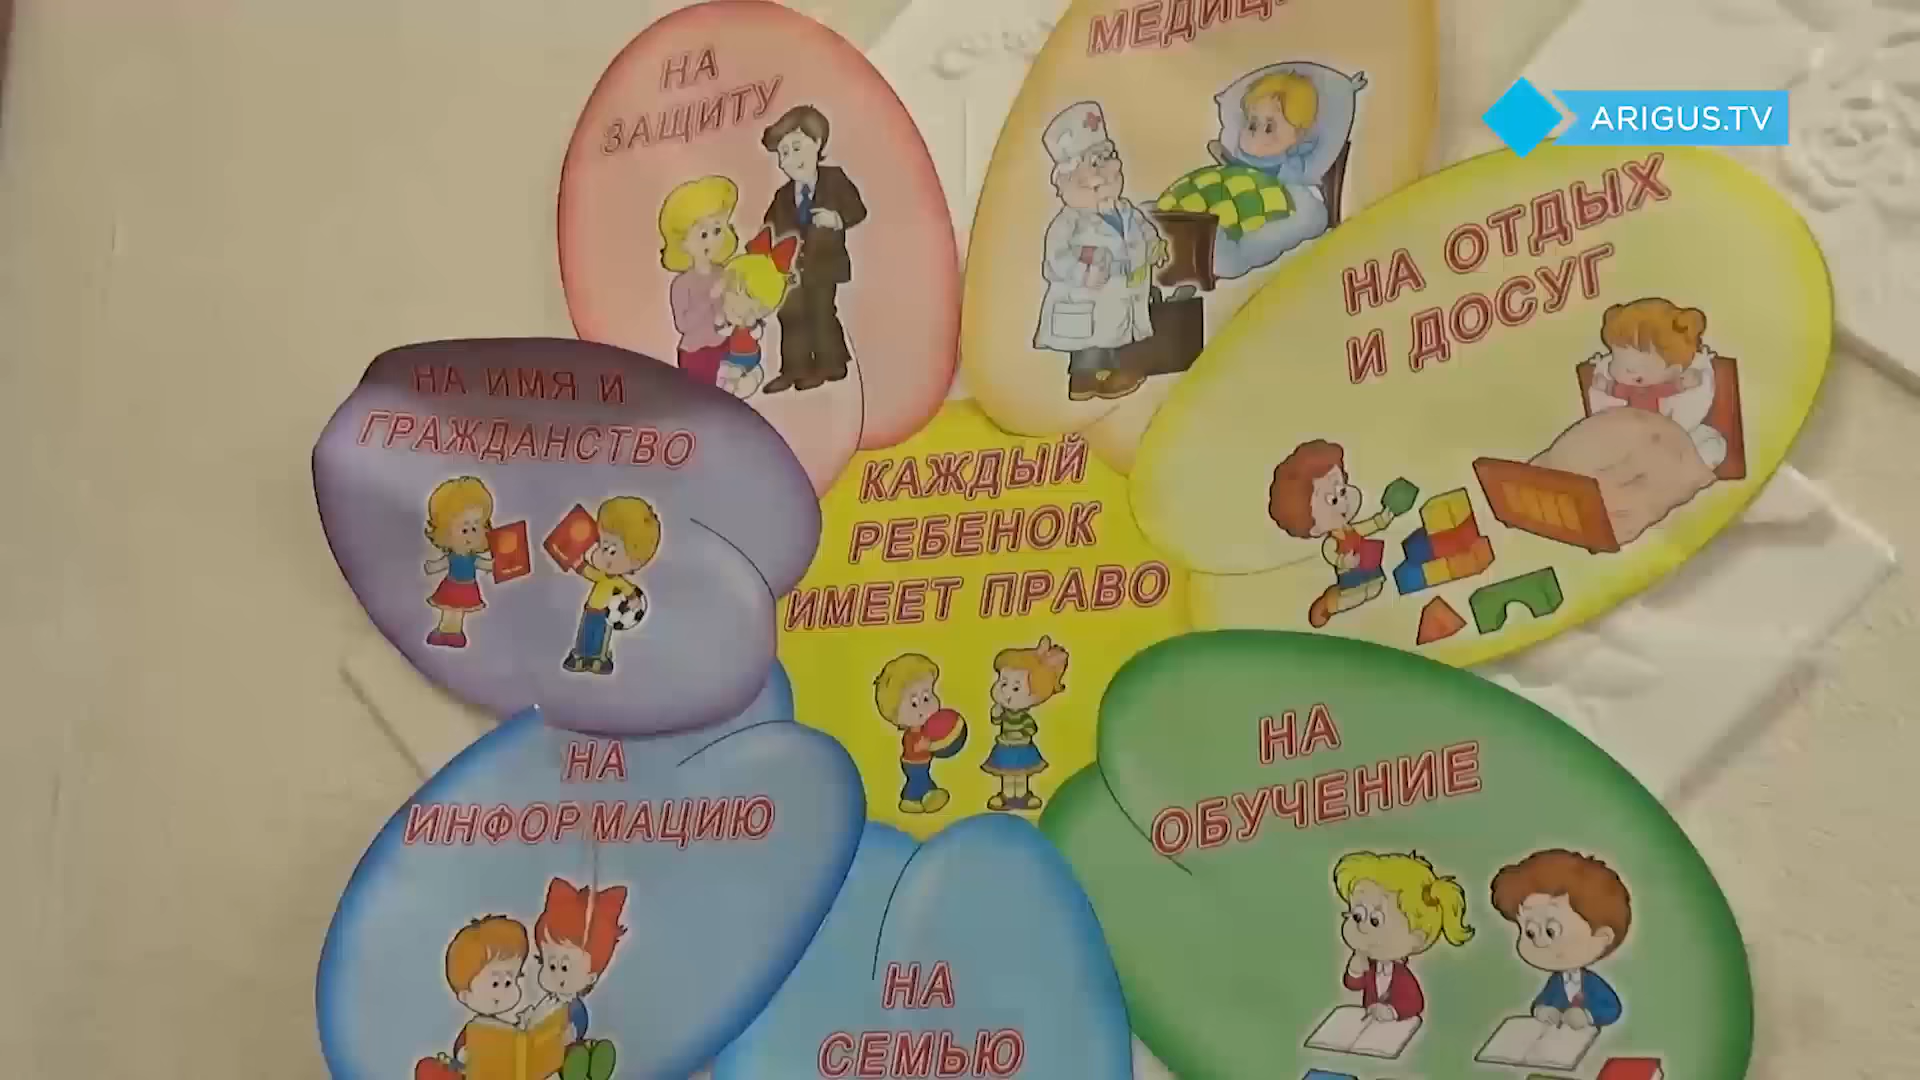 МЕДИЦ
ARIGUS.TV
НА
ЗАЩИТУ
НА ОТДЫХ
И ДОСУГ
НА ИМЯ И
ГРАЖДАНСТВО
КАЖДЫЙ
РЕБЕНОК
ИМЕЕТ ПРАВО
НА
ИНФОРМАЦИЮ
НА
ОБУЧЕНИЕ
НА
СЕМЬЮ